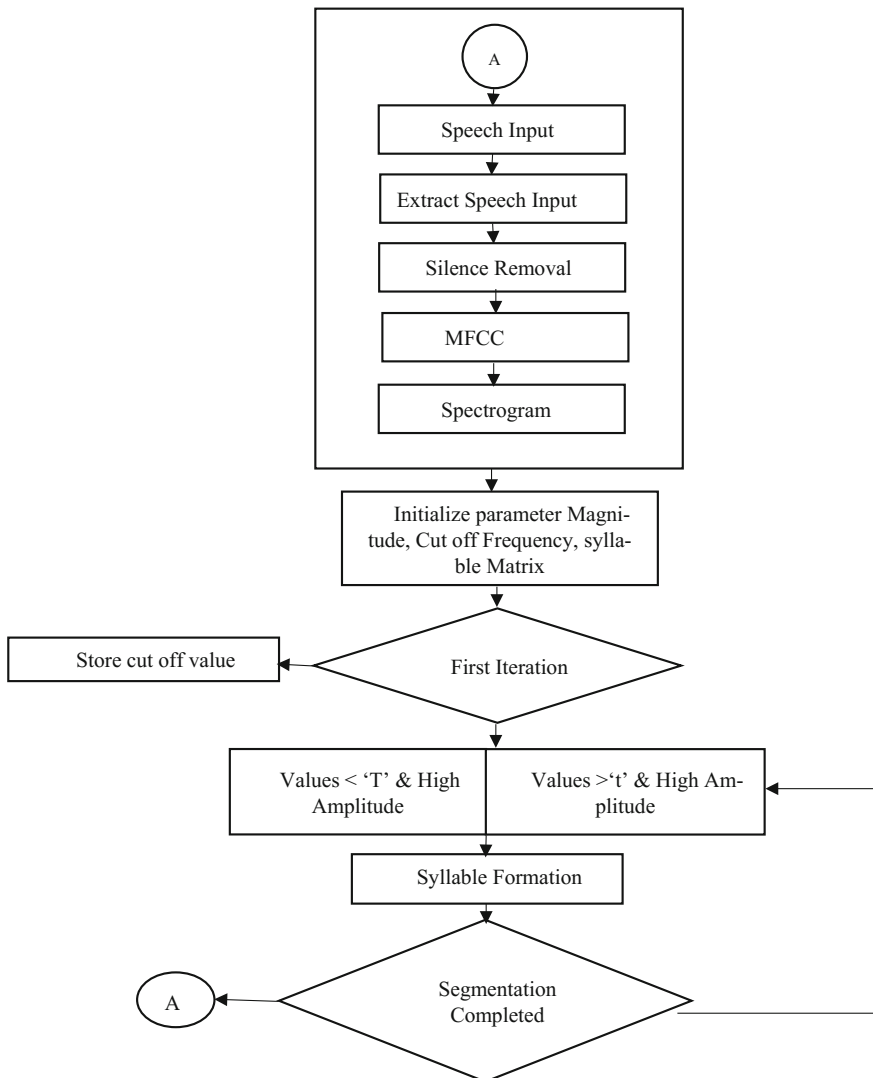 A
Speech Input
Extract Speech Input
Silence Removal
MFCC
Spectrogram
Initialize parameter Magni-
tude, Cut off Frequency, sylla-
ble Matrix
Store cut off value
First Iteration
Values < ‘T’ & High
Amplitude
Values >‘t’ & High Am-
plitude
Syllable Formation
Segmentation
Completed
A